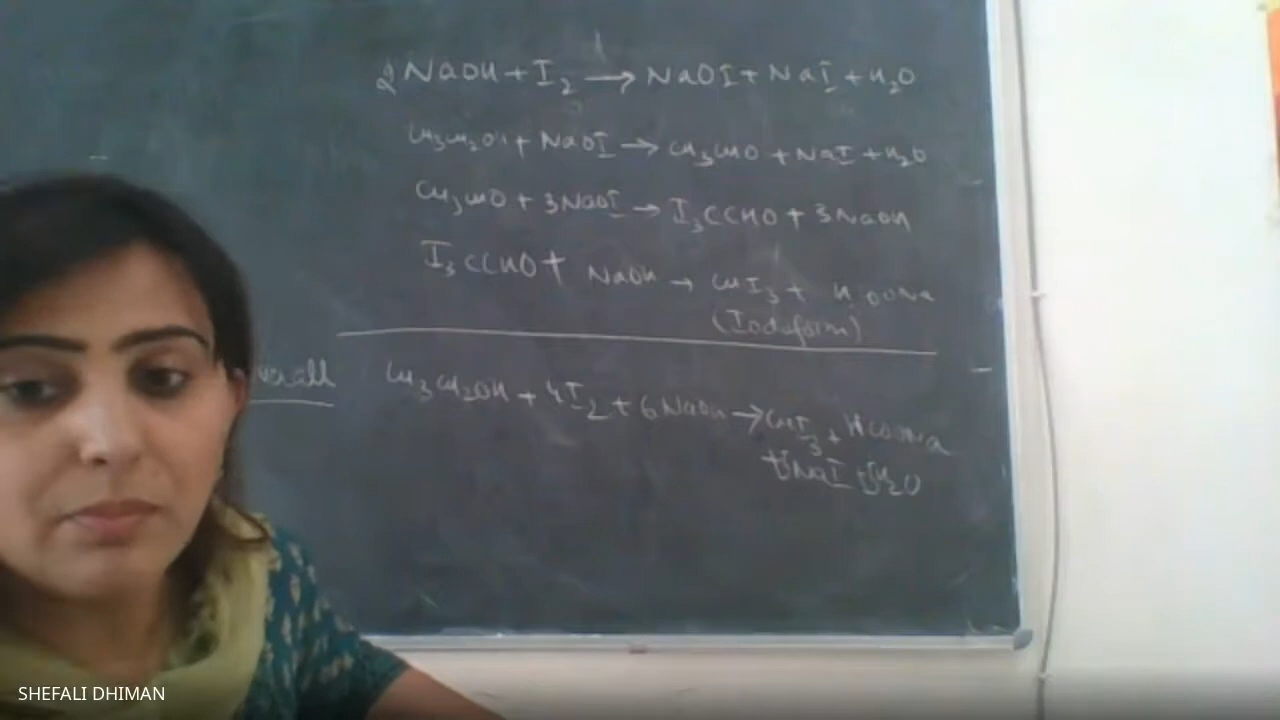 2NaOH + I2 → NaOI + NaI + H2O
CH3CH2OH + NaOI → CH3CHO + NaI + H2O
CH3CHO + 3NaOI → I3CCHO + 3NaOH
I3CCHO + NaOH → CHI3 + HCOONa
(Iodoform)
CH3CH2OH + 4I2 + 6NaOH → CHI3 + HCOONa
+ 5NaI + 5H2O
SHEFALI DHIMAN